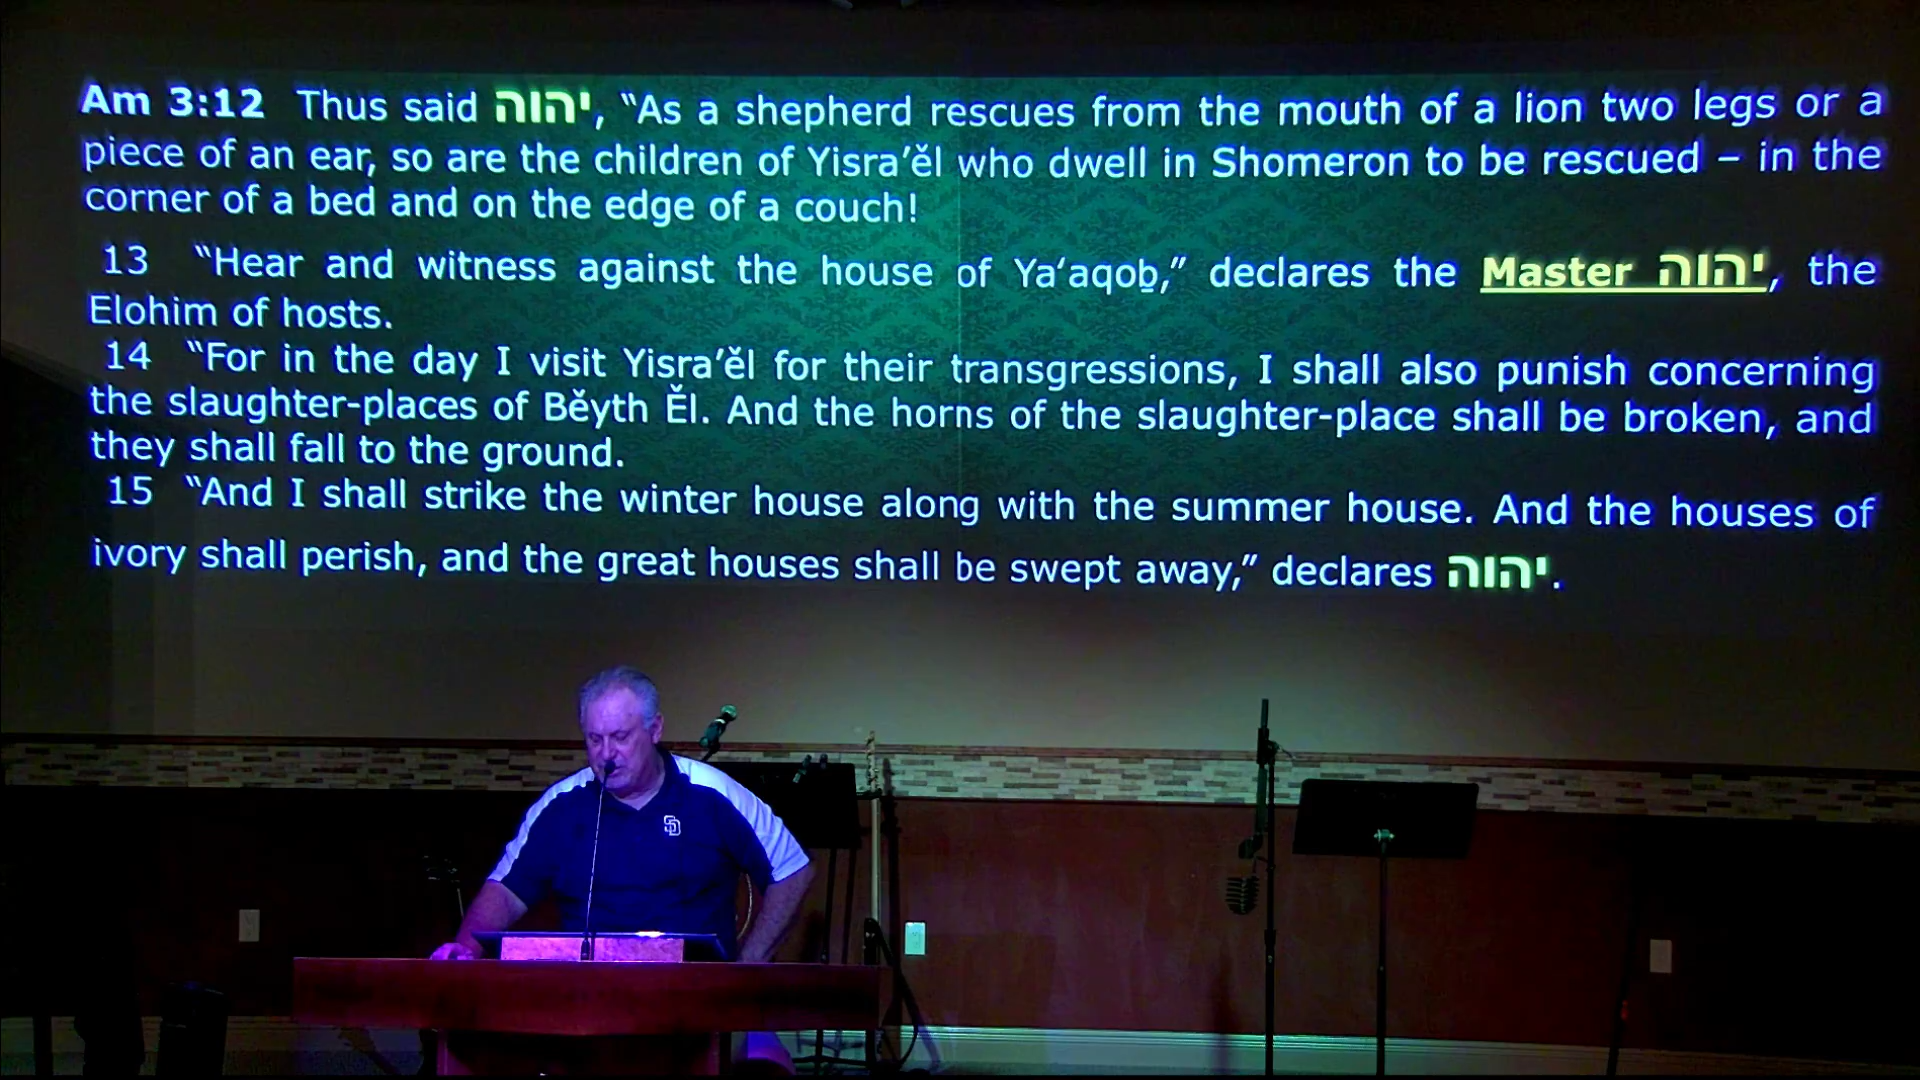 Am 3:12 Thus said יהוה, “As a shepherd rescues from the mouth of a lion two legs or a
piece of an ear, so are the children of Yisra’ĕl who dwell in Shomeron to be rescued – in the
corner of a bed and on the edge of a couch!
13 “Hear and witness against the house of Ya‛aqoḇ,” declares the Master יהוה, the
Elohim of hosts.
14 “For in the day I visit Yisra’ĕl for their transgressions, I shall also punish concerning
the slaughter-places of Bĕyth Ĕl. And the horns of the slaughter-place shall be broken, and
they shall fall to the ground.
15 “And I shall strike the winter house along with the summer house. And the houses of
ivory shall perish, and the great houses shall be swept away,” declares יהוה.
SD